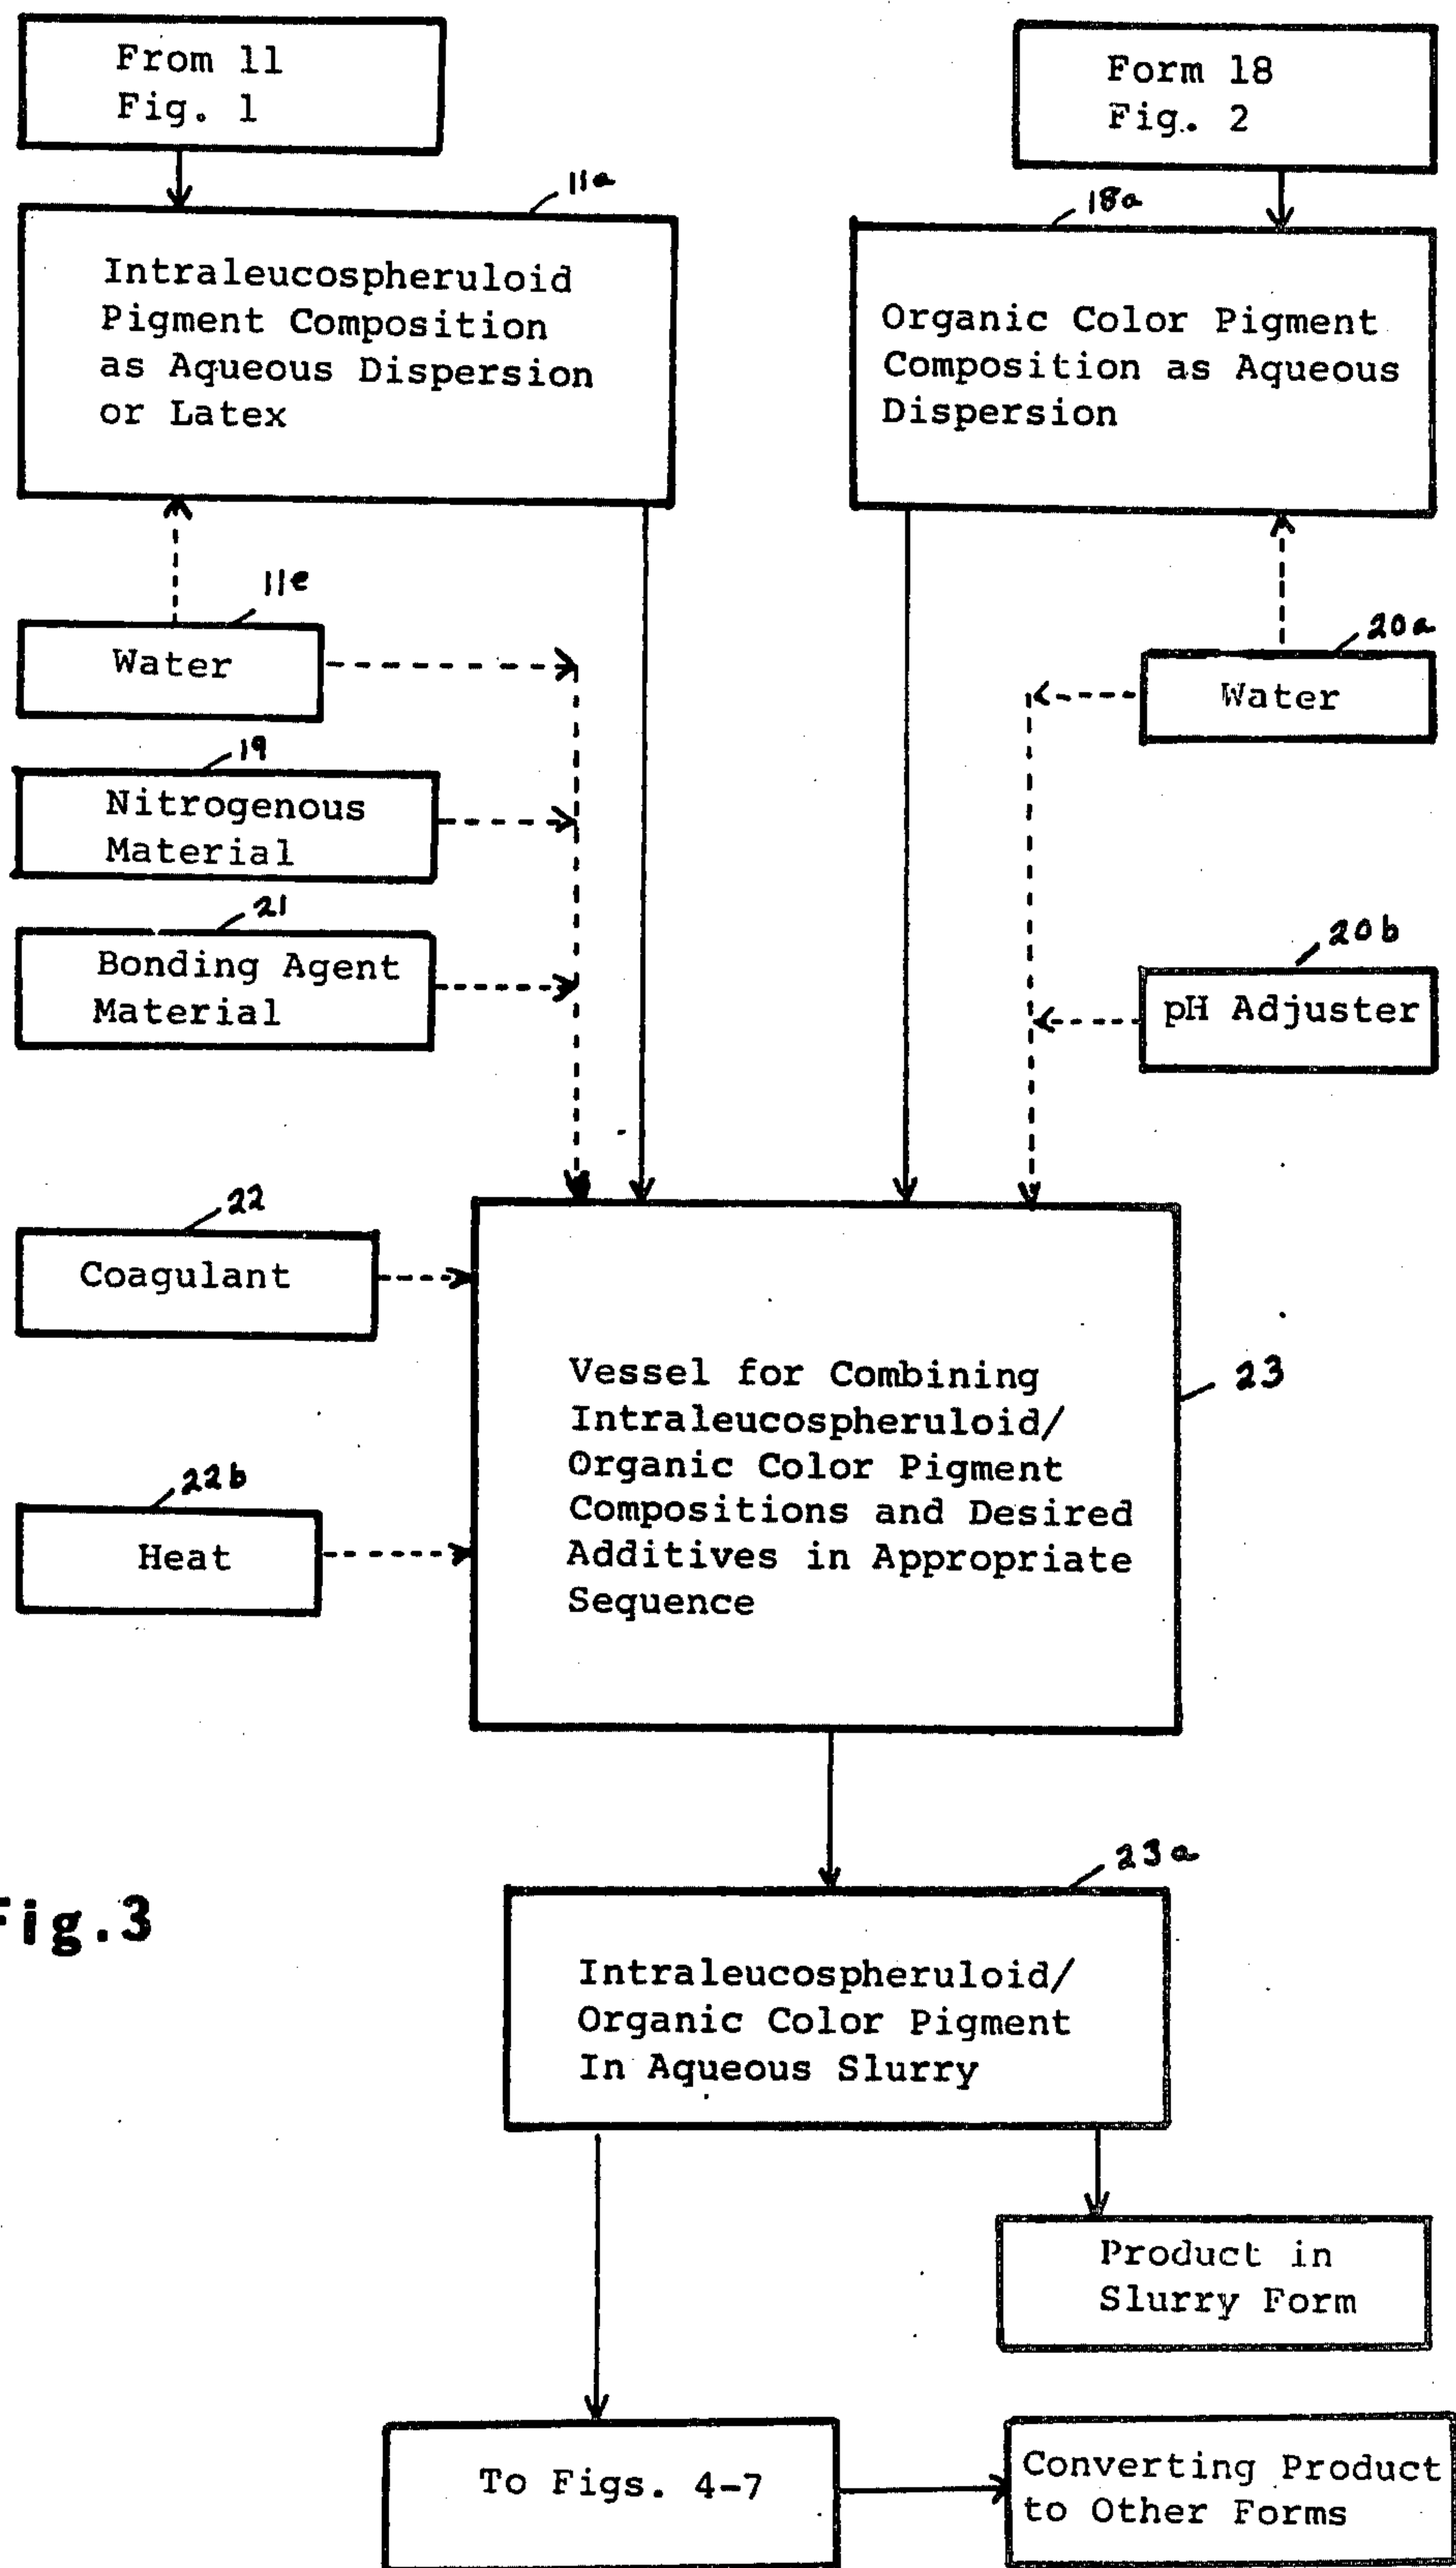 From 11
Fig. 1
Form 18
Fig. 2
11a
18a
Intraleucospheruloid
Pigment Composition
as Aqueous Dispersion
or Latex
Organic Color Pigment
Composition as Aqueous
Dispersion
11e
Water
20a
Water
19
Nitrogenous
Material
21
Bonding Agent
Material
20b
pH Adjuster
22
Coagulant
Vessel for Combining
Intraleucospheruloid/
Organic Color Pigment
Compositions and Desired
Additives in Appropriate
Sequence
23
22b
Heat
23a
Fig.3
Intraleucospheruloid/
Organic Color Pigment
In Aqueous Slurry
Product in
Slurry Form
To Figs. 4-7
Converting Product
to Other Forms